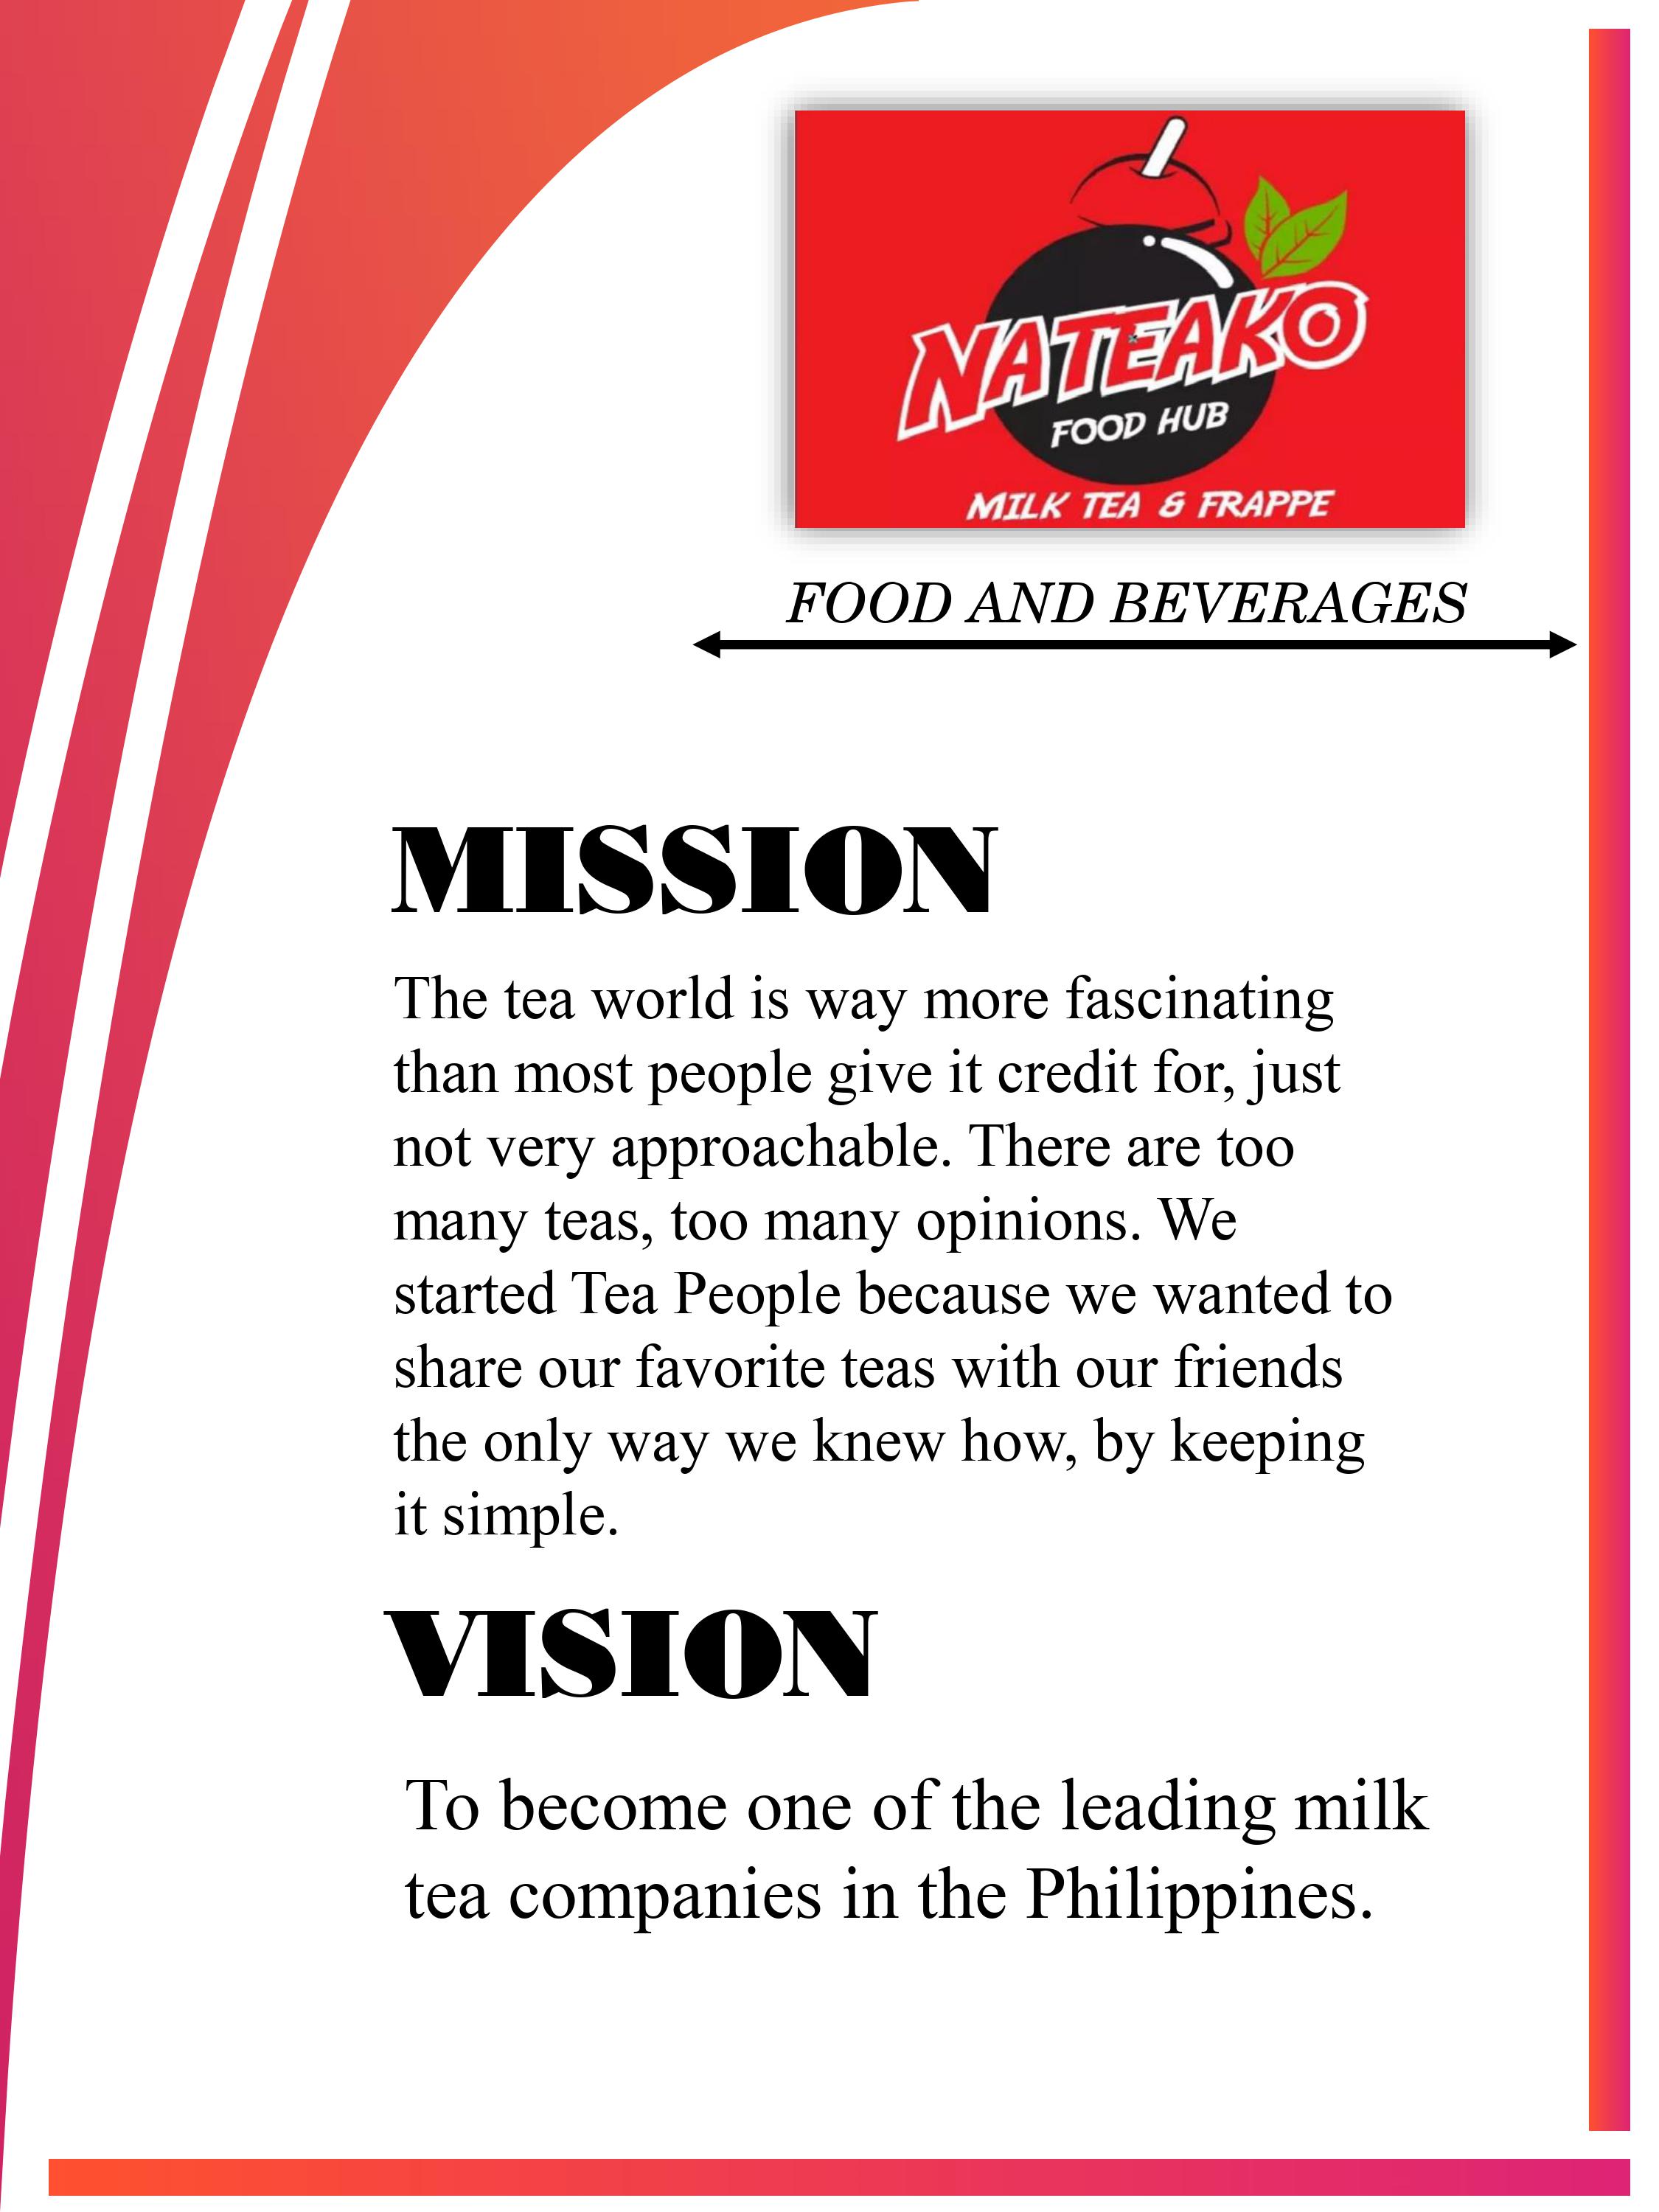 NATEAKO
FOOD HUB
MILK TEA & FRAPPE
FOOD AND BEVERAGES
MISSION
The tea world is way more fascinating
than most people give it credit for, just
not very approachable. There are too
many teas, too many opinions. We
started Tea People because we wanted to
share our favorite teas with our friends
the only way we knew how, by keeping
it simple.
VISION
To become one of the leading milk
tea companies in the Philippines.